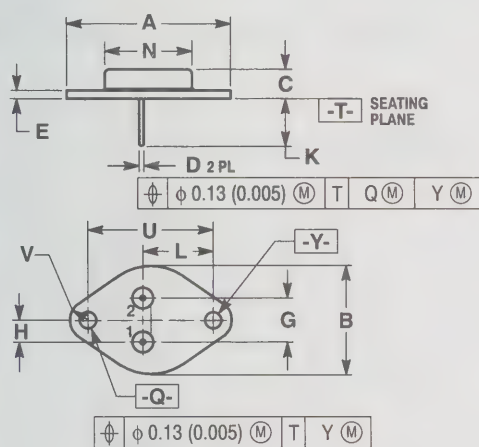 A
N
C
E
-T- SEATING
PLANE
K
D 2 PL
⌖ ϕ 0.13 (0.005) Ⓜ T Q Ⓜ Y Ⓜ
U
V
L
-Y-
2
H
G
B
1
-Q-
⌖ ϕ 0.13 (0.005) Ⓜ T Y Ⓜ